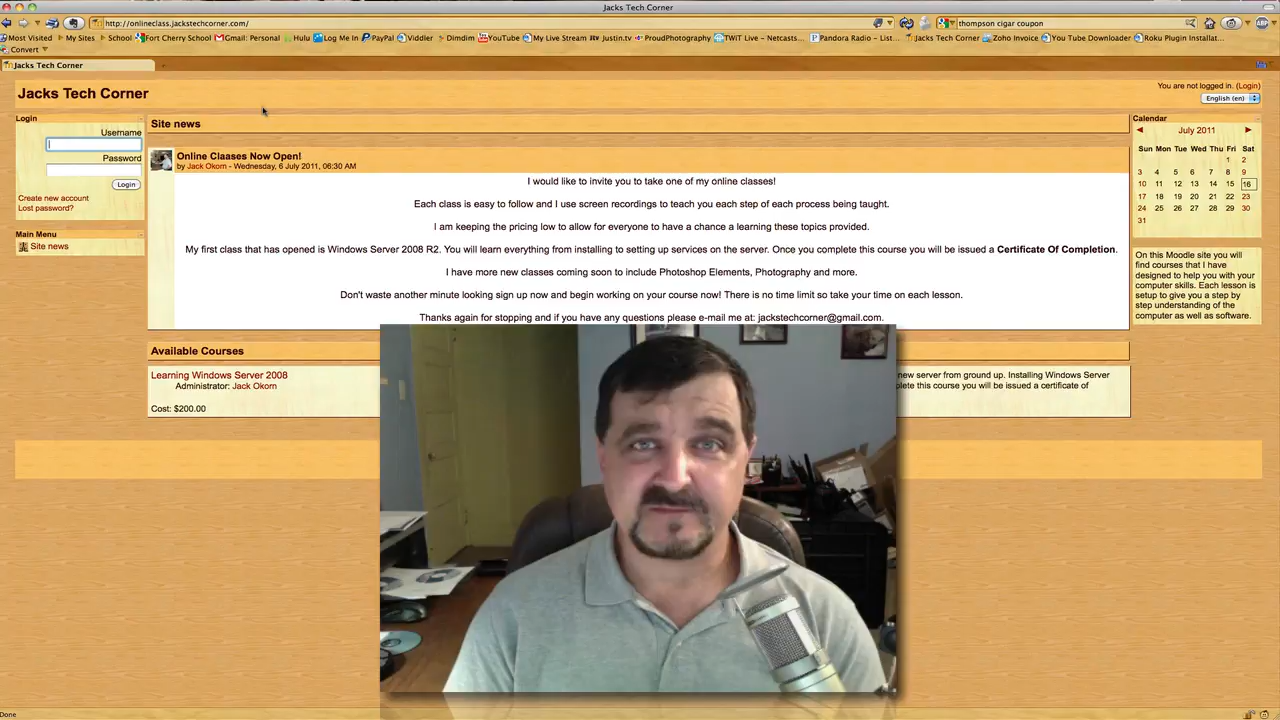 Jacks Tech Corner
http://onlineclass.jackstechcorner.com/
thompson cigar coupon
Most Visited
My Sites
School
Fort Cherry School
Gmail: Personal
Hulu
Log Me In
PayPal
Viddler
Dimdim
YouTube
My Live Stream
Justin.tv
ProudPhotography
TWiT Live – Netcasts...
Pandora Radio – List...
Jacks Tech Corner
Zoho Invoice
You Tube Downloader
Roku Plugin Installat...
Convert
Jacks Tech Corner
Jacks Tech Corner
You are not logged in. (Login)
English (en)
Login
Username
Password
Login
Create new account
Lost password?
Main Menu
Site news
Site news
Online Claases Now Open!
by Jack Okorn - Wednesday, 6 July 2011, 06:30 AM
I would like to invite you to take one of my online classes!
Each class is easy to follow and I use screen recordings to teach you each step of each process being taught.
I am keeping the pricing low to allow for everyone to have a chance a learning these topics provided.
My first class that has opened is Windows Server 2008 R2. You will learn everything from installing to setting up services on the server. Once you complete this course you will be issued a Certificate Of Completion.
I have more new classes coming soon to include Photoshop Elements, Photography and more.
Don't waste another minute looking sign up now and begin working on your course now! There is no time limit so take your time on each lesson.
Thanks again for stopping and if you have any questions please e-mail me at: jackstechcorner@gmail.com.
Available Courses
Learning Windows Server 2008
Administrator: Jack Okorn
Cost: $200.00
new server from ground up. Installing Windows Server
plete this course you will be issued a certificate of
Calendar
July 2011
Sun Mon Tue Wed Thu Fri Sat
1 2
3 4 5 6 7 8 9
10 11 12 13 14 15 16
17 18 19 20 21 22 23
24 25 26 27 28 29 30
31
On this Moodle site you will
find courses that I have
designed to help you with your
computer skills. Each lesson is
setup to give you a step by
step understanding of the
computer as well as software.
Done